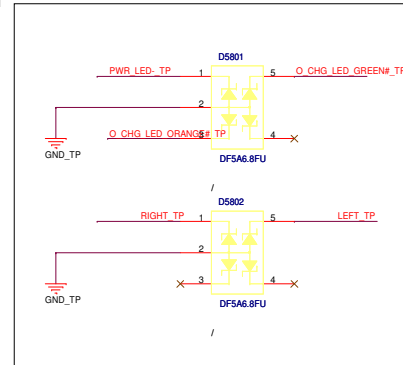 D5801
PWR_LED-_TP 1 5 O_CHG_LED_GREEN#_TP
2
O_CHG_LED_ORANGE#_TP 3 4
GND_TP
DF5A6.8FU
/
D5802
RIGHT_TP 1 5 LEFT_TP
2
3 4
GND_TP
DF5A6.8FU
/